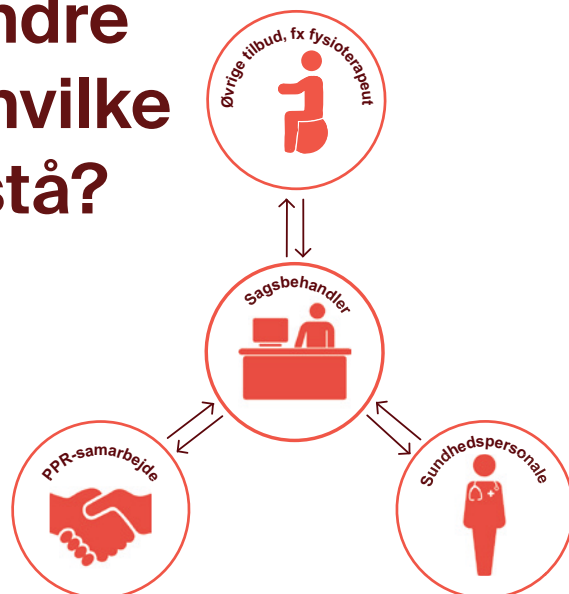 ndre
hvilke
stå?
Øvrige tilbud, fx fysioterapeut
Sagsbehandler
PPR-samarbejde
Sundhedspersonale